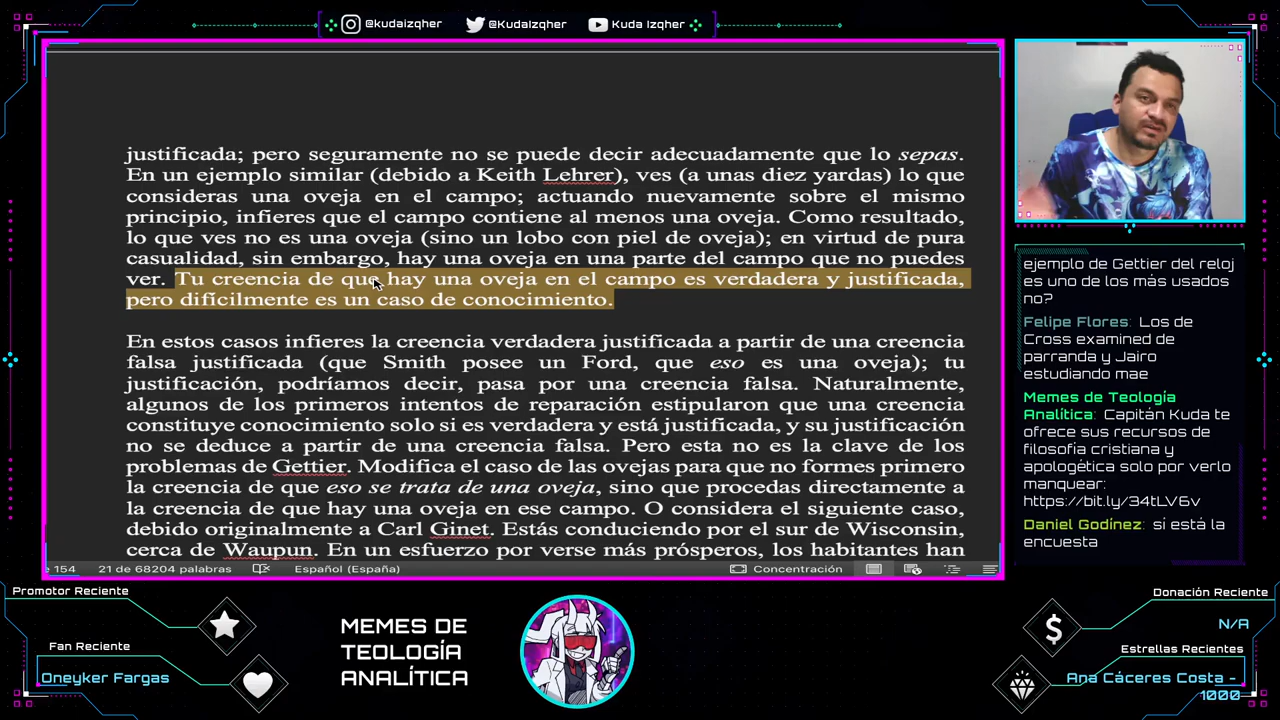 @kudaizqher
@KudaIzqher
Kuda Izqher
justificada; pero seguramente no se puede decir adecuadamente que lo sepas.
En un ejemplo similar (debido a Keith Lehrer), ves (a unas diez yardas) lo que
consideras una oveja en el campo; actuando nuevamente sobre el mismo
principio, infieres que el campo contiene al menos una oveja. Como resultado,
lo que ves no es una oveja (sino un lobo con piel de oveja); en virtud de pura
casualidad, sin embargo, hay una oveja en una parte del campo que no puedes
ver. Tu creencia de que hay una oveja en el campo es verdadera y justificada,
pero difícilmente es un caso de conocimiento.
En estos casos infieres la creencia verdadera justificada a partir de una creencia
falsa justificada (que Smith posee un Ford, que eso es una oveja); tu
justificación, podríamos decir, pasa por una creencia falsa. Naturalmente,
algunos de los primeros intentos de reparación estipularon que una creencia
constituye conocimiento solo si es verdadera y está justificada, y su justificación
no se deduce a partir de una creencia falsa. Pero esta no es la clave de los
problemas de Gettier. Modifica el caso de las ovejas para que no formes primero
la creencia de que eso se trata de una oveja, sino que procedas directamente a
la creencia de que hay una oveja en ese campo. O considera el siguiente caso,
debido originalmente a Carl Ginet. Estás conduciendo por el sur de Wisconsin,
cerca de Waupun. En un esfuerzo por verse más prósperos, los habitantes han
e 154 21 de 68204 palabras Español (España) Concentración
ejemplo de Gettier del reloj
es uno de los más usados
no?
Felipe Flores: Los de
Cross examined de
parranda y Jairo
estudiando mae
Memes de Teología
Analítica: Capitán Kuda te
ofrece sus recursos de
filosofía cristiana y
apologética solo por verlo
manquear:
https://bit.ly/34tLV6v
Daniel Godínez: sí está la
encuesta
Promotor Reciente
Fan Reciente
Oneyker Fargas
MEMES DE
TEOLOGÍA
ANALÍTICA
Donación Reciente
N/A
Estrellas Recientes
Ana Cáceres Costa -
1000